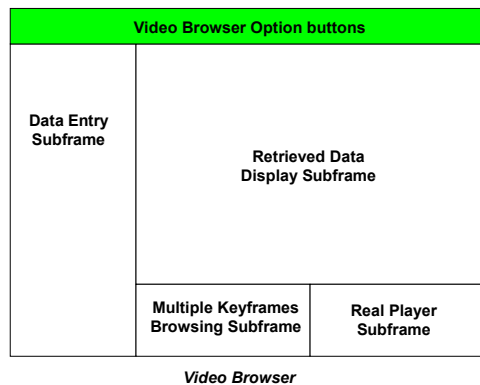 Video Browser Option buttons
Data Entry
Subframe
Retrieved Data
Display Subframe
Multiple Keyframes
Browsing Subframe
Real Player
Subframe
Video Browser